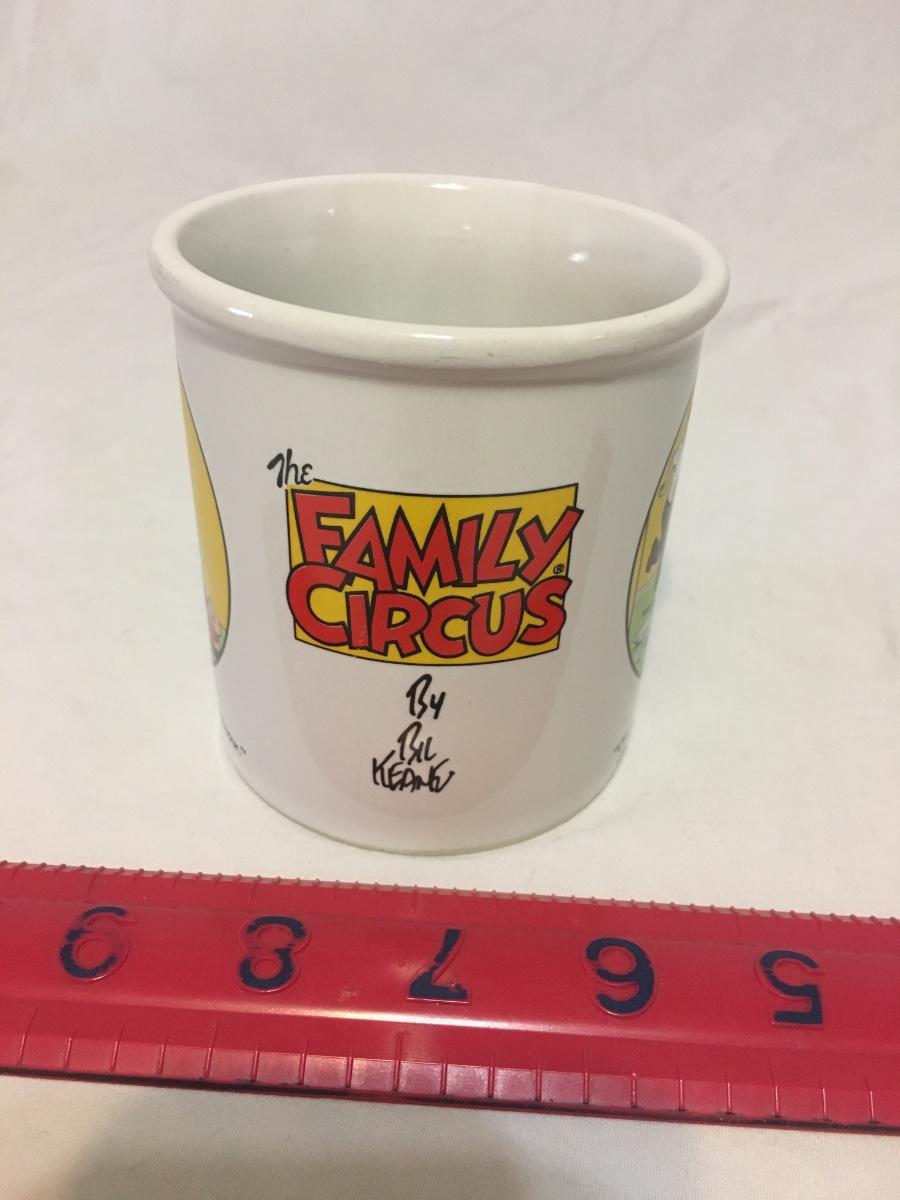 The
FAMILY
CIRCUS®
By
BIL
KEANE
9 8 7 6 5